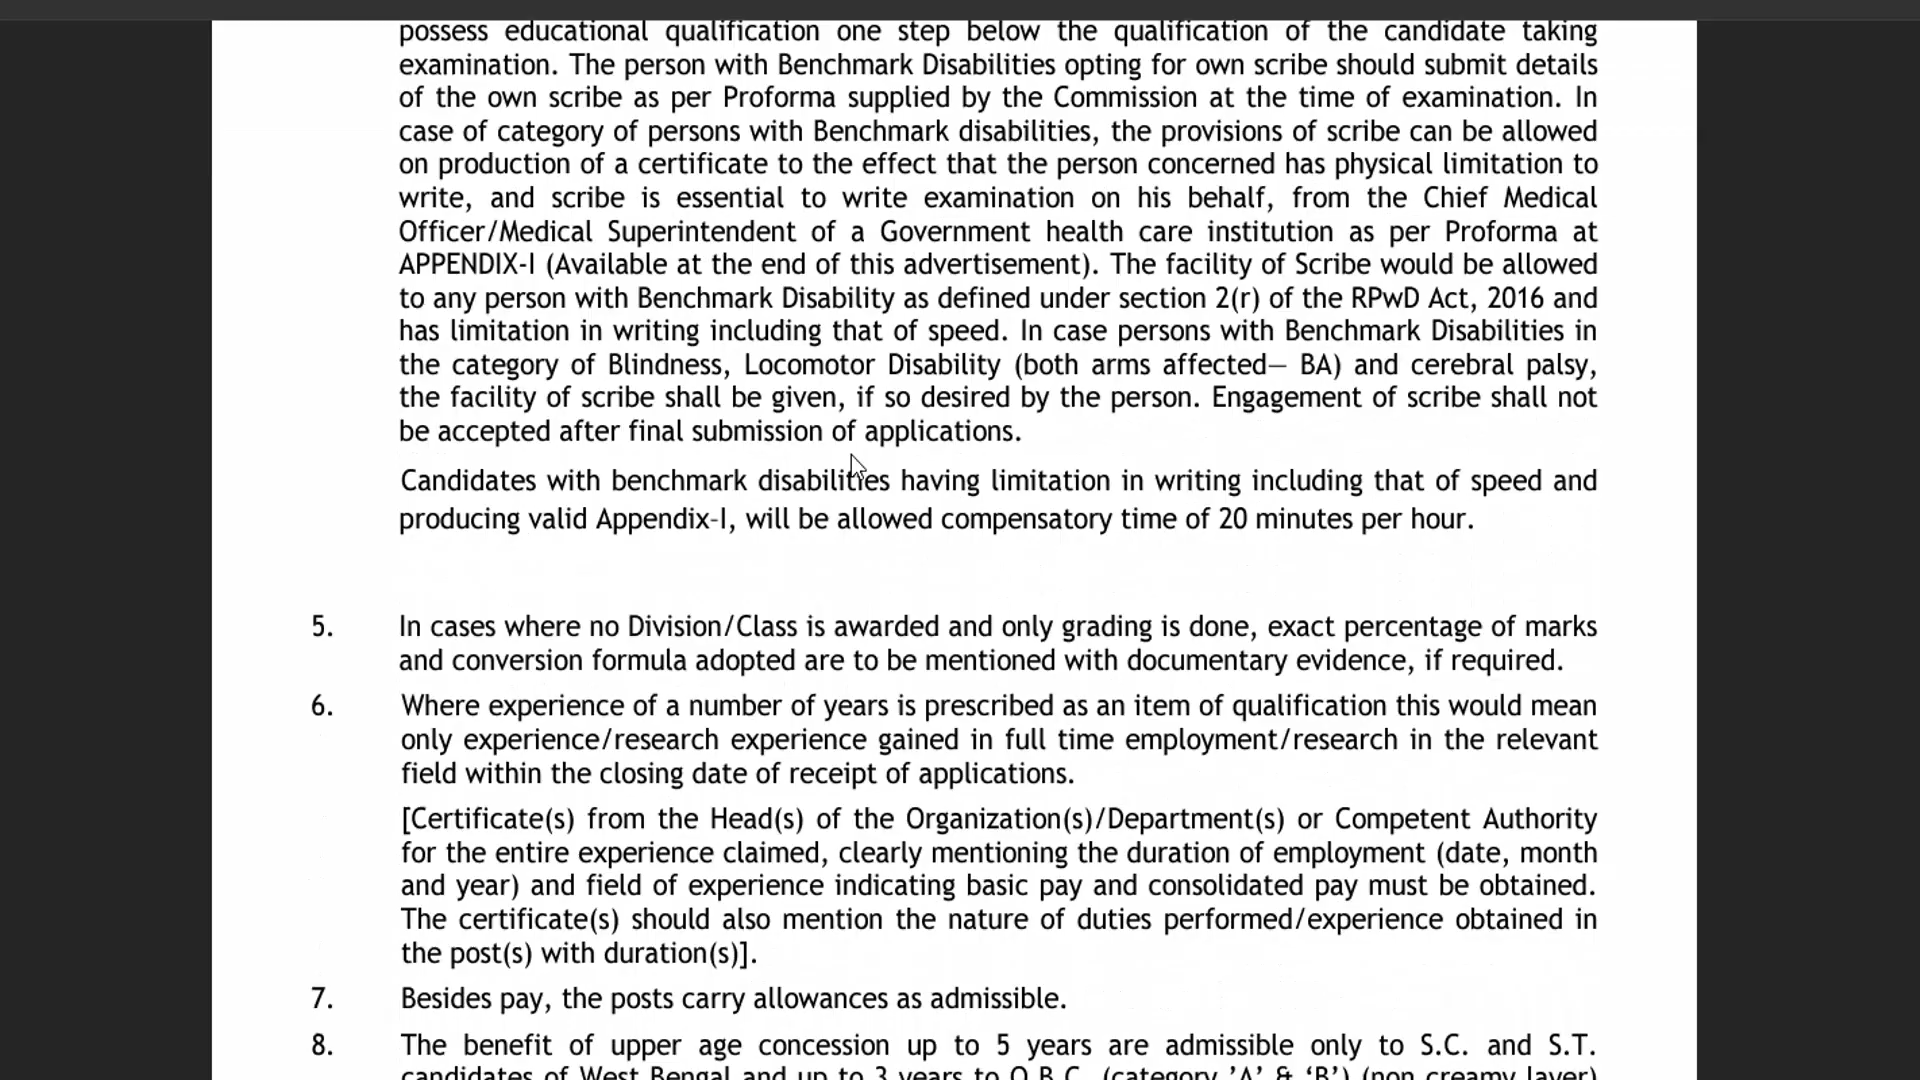 possess educational qualification one step below the qualification of the candidate taking
examination. The person with Benchmark Disabilities opting for own scribe should submit details
of the own scribe as per Proforma supplied by the Commission at the time of examination. In
case of category of persons with Benchmark disabilities, the provisions of scribe can be allowed
on production of a certificate to the effect that the person concerned has physical limitation to
write, and scribe is essential to write examination on his behalf, from the Chief Medical
Officer/Medical Superintendent of a Government health care institution as per Proforma at
APPENDIX-I (Available at the end of this advertisement). The facility of Scribe would be allowed
to any person with Benchmark Disability as defined under section 2(r) of the RPwD Act, 2016 and
has limitation in writing including that of speed. In case persons with Benchmark Disabilities in
the category of Blindness, Locomotor Disability (both arms affected— BA) and cerebral palsy,
the facility of scribe shall be given, if so desired by the person. Engagement of scribe shall not
be accepted after final submission of applications.
Candidates with benchmark disabilities having limitation in writing including that of speed and
producing valid Appendix-I, will be allowed compensatory time of 20 minutes per hour.
5. In cases where no Division/Class is awarded and only grading is done, exact percentage of marks
and conversion formula adopted are to be mentioned with documentary evidence, if required.
6. Where experience of a number of years is prescribed as an item of qualification this would mean
only experience/research experience gained in full time employment/research in the relevant
field within the closing date of receipt of applications.
[Certificate(s) from the Head(s) of the Organization(s)/Department(s) or Competent Authority
for the entire experience claimed, clearly mentioning the duration of employment (date, month
and year) and field of experience indicating basic pay and consolidated pay must be obtained.
The certificate(s) should also mention the nature of duties performed/experience obtained in
the post(s) with duration(s)].
7. Besides pay, the posts carry allowances as admissible.
8. The benefit of upper age concession up to 5 years are admissible only to S.C. and S.T.
candidates of West Bengal and up to 3 years to O.B.C. (category 'A' & 'B') (non creamy layer)